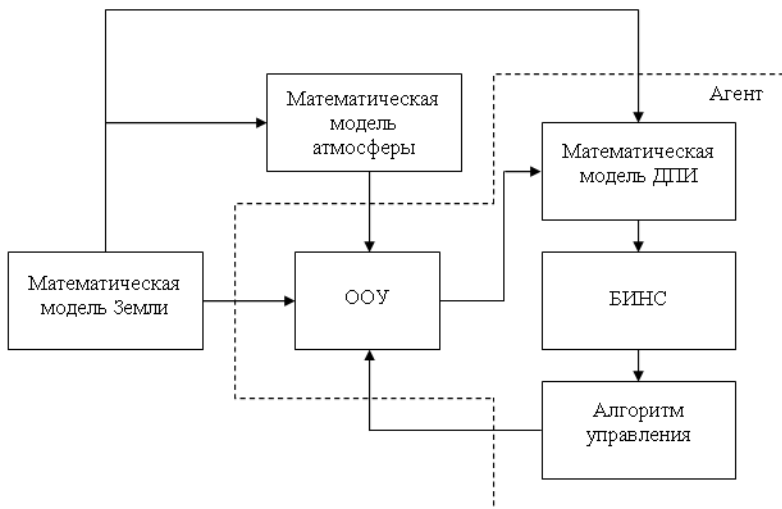 Агент
Математическая
модель
атмосферы
Математическая
модель ДПИ
Математическая
модель Земли
ООУ
БИНС
Алгоритм
управления